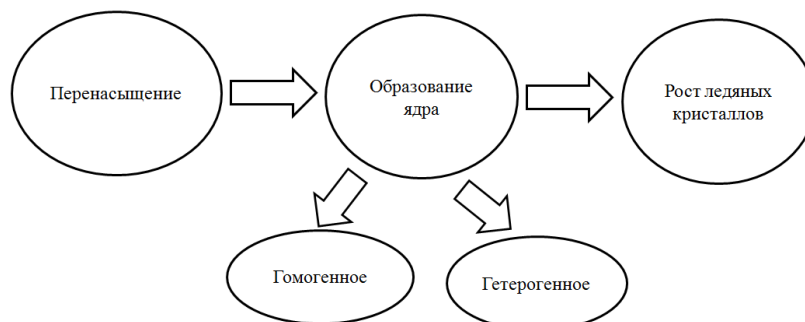 Перенасыщение
Образование
ядра
Рост ледяных
кристаллов
Гомогенное
Гетерогенное